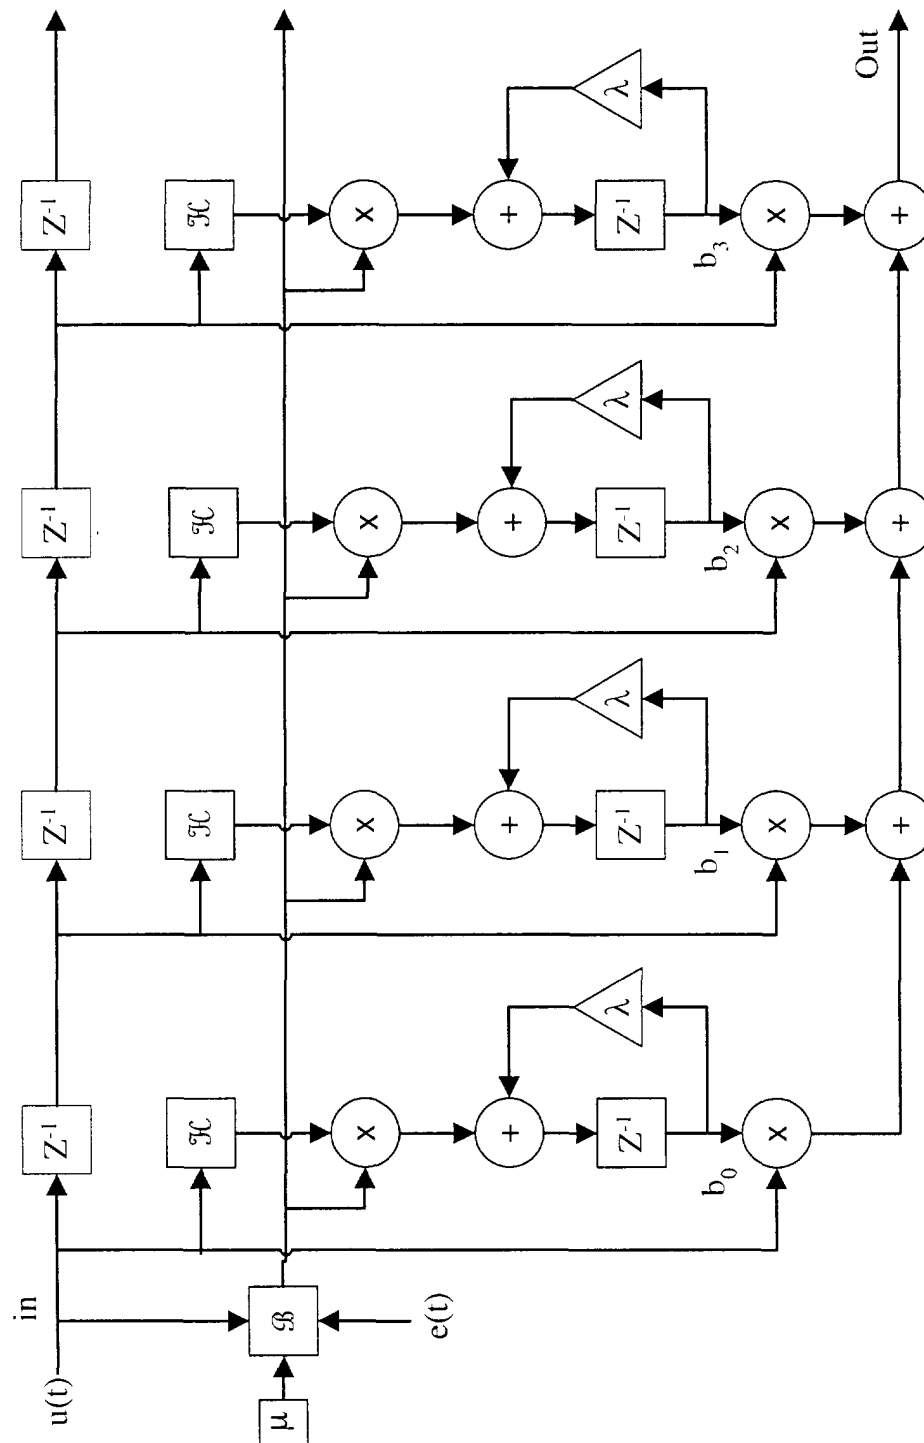 u(t)
in
μ
ℬ
e(t)
Z⁻¹
Z⁻¹
Z⁻¹
Z⁻¹
ℋ
ℋ
ℋ
ℋ
×
×
×
×
+
+
+
+
λ
λ
λ
λ
Z⁻¹
Z⁻¹
Z⁻¹
Z⁻¹
b₀
b₁
b₂
b₃
×
×
×
×
+
+
+
Out